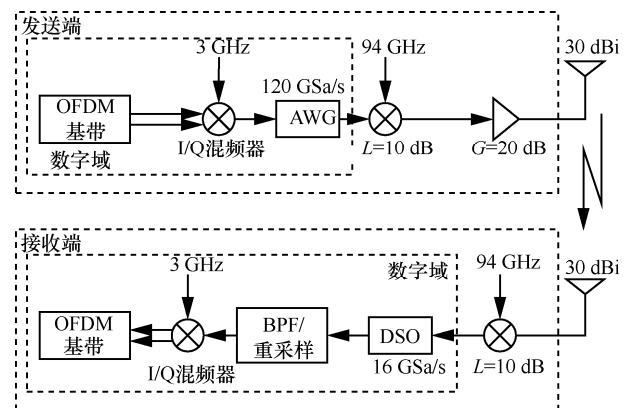 发送端
3 GHz
94 GHz
30 dBi
120 GSa/s
OFDM
基带
AWG
I/Q混频器
L=10 dB
G=20 dB
数字域
接收端
3 GHz
数字域
94 GHz
30 dBi
OFDM
基带
BPF/
重采样
DSO
I/Q混频器
16 GSa/s
L=10 dB